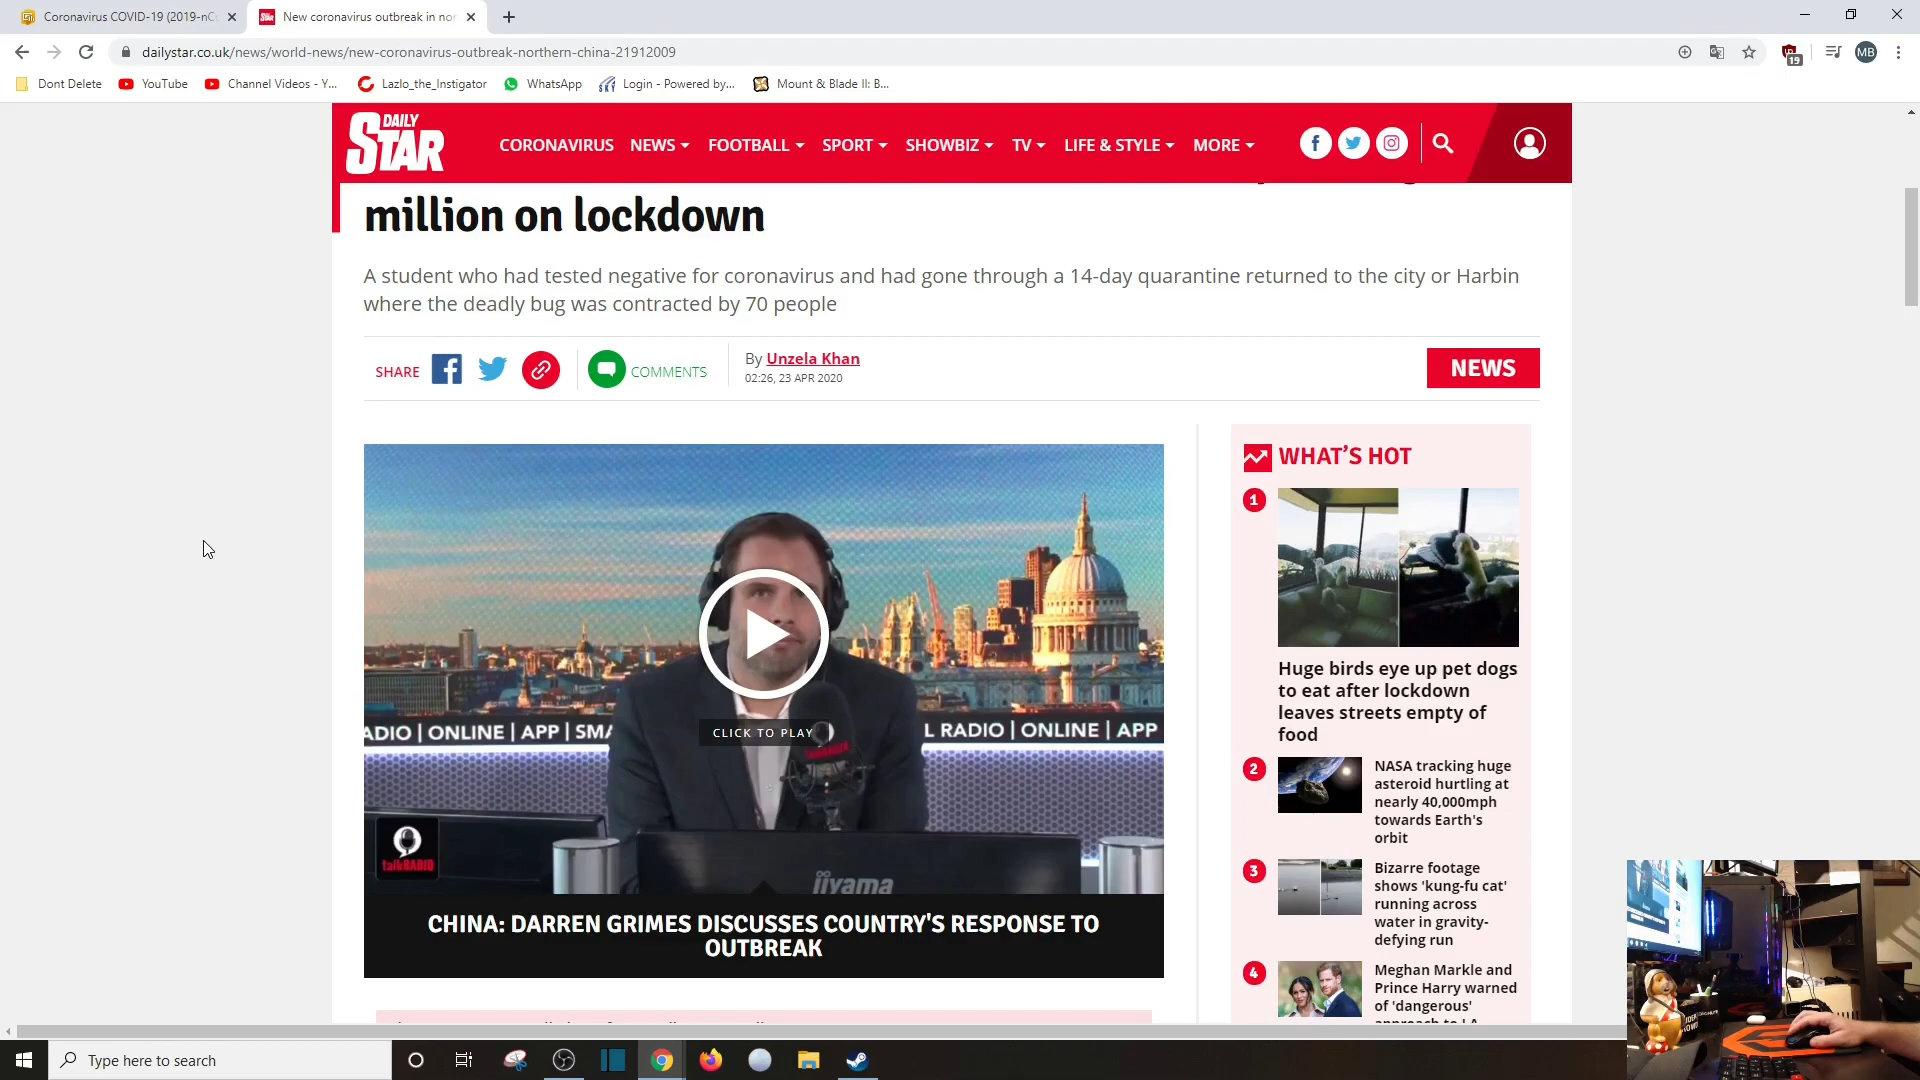 Coronavirus COVID-19 (2019-nC
New coronavirus outbreak in nor
dailystar.co.uk/news/world-news/new-coronavirus-outbreak-northern-china-21912009
19
MB
Dont Delete
YouTube
Channel Videos - Y...
Lazlo_the_Instigator
WhatsApp
Login - Powered by...
Mount & Blade II: B...
DAILY
STAR
CORONAVIRUS
NEWS
FOOTBALL
SPORT
SHOWBIZ
TV
LIFE & STYLE
MORE
million on lockdown
A student who had tested negative for coronavirus and had gone through a 14-day quarantine returned to the city or Harbin
where the deadly bug was contracted by 70 people
SHARE
COMMENTS
By Unzela Khan
02:26, 23 APR 2020
NEWS
ADIO | ONLINE | APP | SMA
L RADIO | ONLINE | APP
CLICK TO PLAY
talkRADIO
iiyama
CHINA: DARREN GRIMES DISCUSSES COUNTRY'S RESPONSE TO
OUTBREAK
WHAT'S HOT
1
Huge birds eye up pet dogs
to eat after lockdown
leaves streets empty of
food
2
NASA tracking huge
asteroid hurtling at
nearly 40,000mph
towards Earth's
orbit
3
Bizarre footage
shows 'kung-fu cat'
running across
water in gravity-
defying run
4
Meghan Markle and
Prince Harry warned
of 'dangerous'
approach to LA
Type here to search